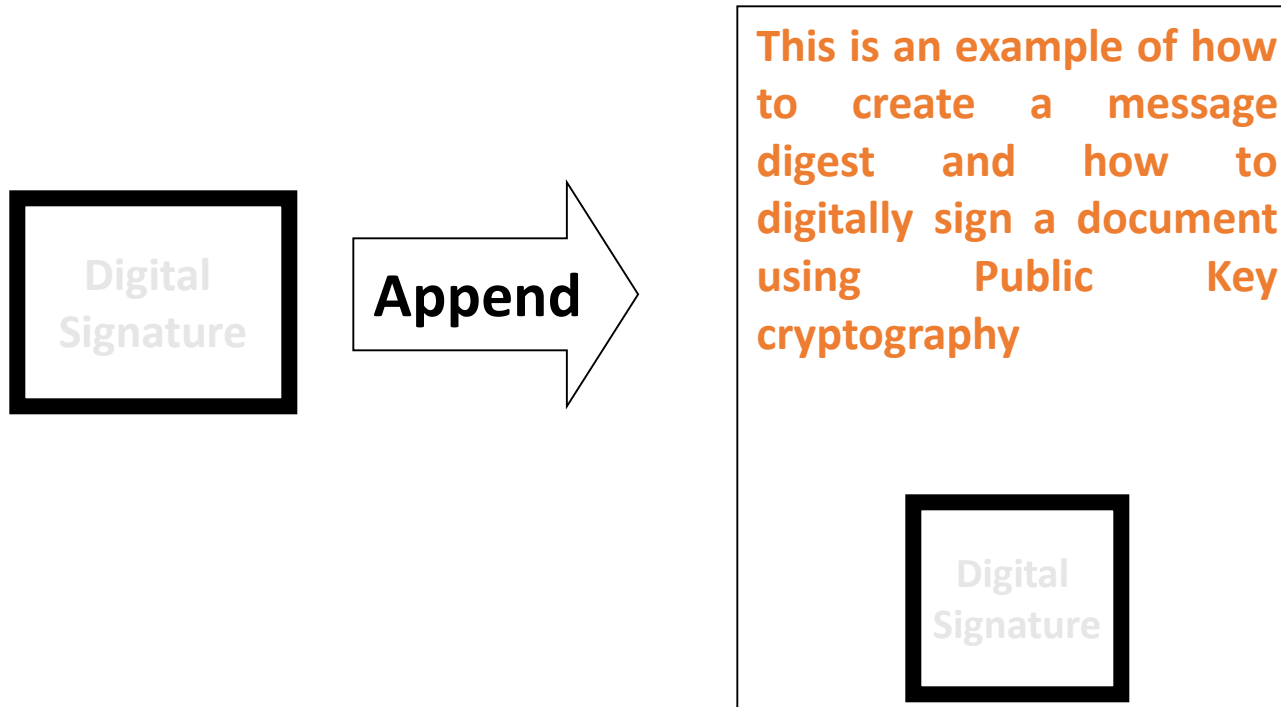 Digital
Signature
Append
This is an example of how
to create a message
digest and how to
digitally sign a document
using Public Key
cryptography
Digital
Signature